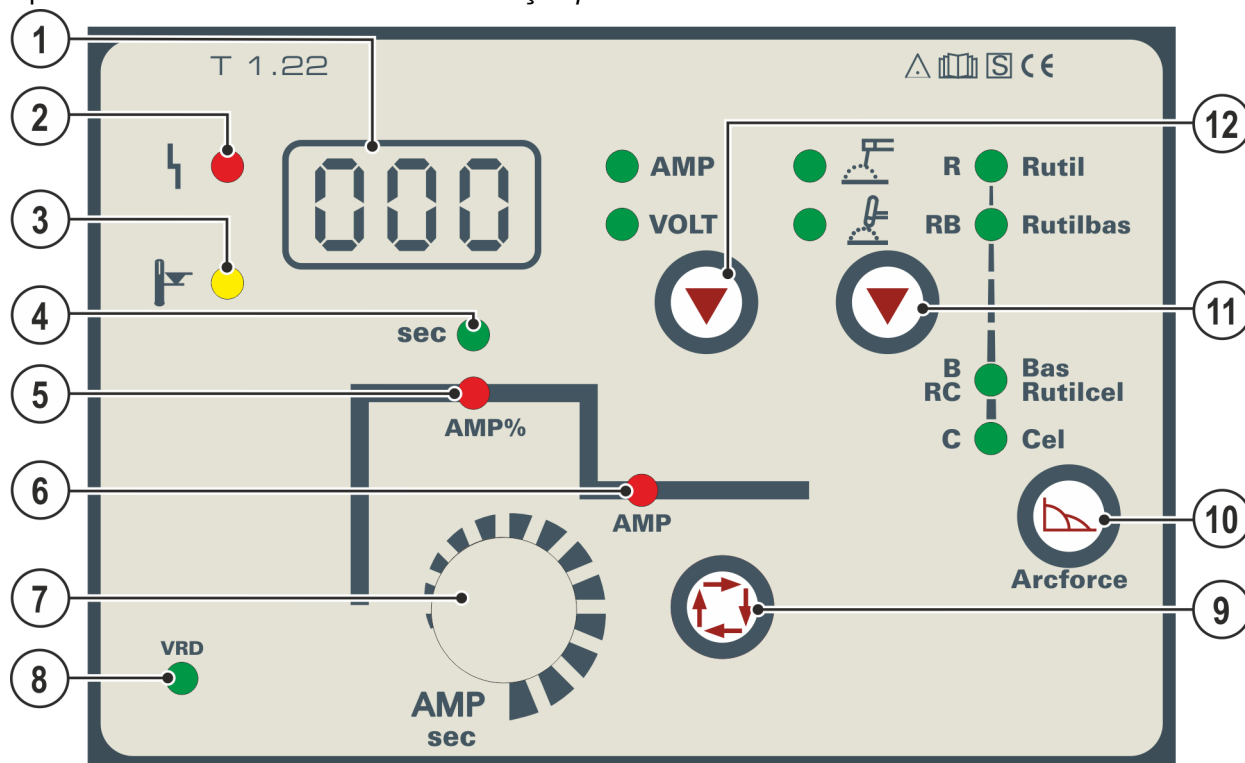 1
T 1.22
S CE
2
12
000
AMP
R Rutil
3
VOLT
RB Rutilbas
4
sec
11
5
B Bas
RC Rutilcel
AMP%
C Cel
6
AMP
10
Arcforce
7
9
VRD
8
AMP
sec